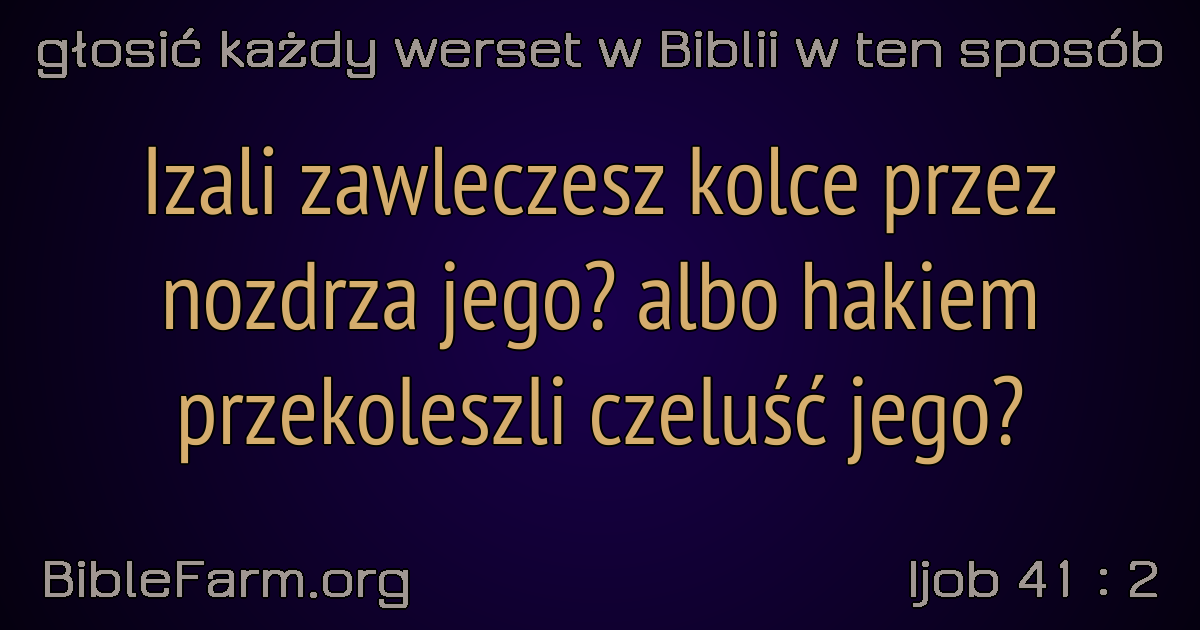 głosić każdy werset w Biblii w ten sposób
Izali zawleczesz kolce przez
nozdrza jego? albo hakiem
przekoleszli czeluść jego?
BibleFarm.org
Ijob 41 : 2